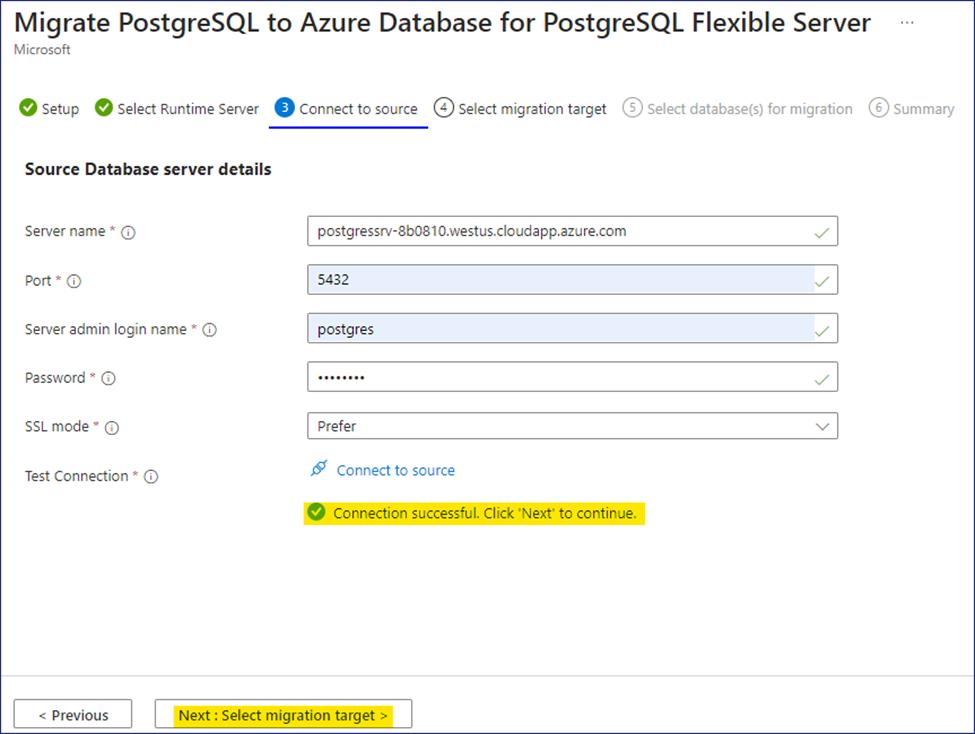 Migrate PostgreSQL to Azure Database for PostgreSQL Flexible Server ...
Microsoft
Setup Select Runtime Server 3 Connect to source 4 Select migration target 5 Select database(s) for migration 6 Summary
Source Database server details
Server name * postgressrv-8b0810.westus.cloudapp.azure.com
Port * 5432
Server admin login name * postgres
Password * ••••••••
SSL mode * Prefer
Test Connection * Connect to source
Connection successful. Click 'Next' to continue.
< Previous Next : Select migration target >